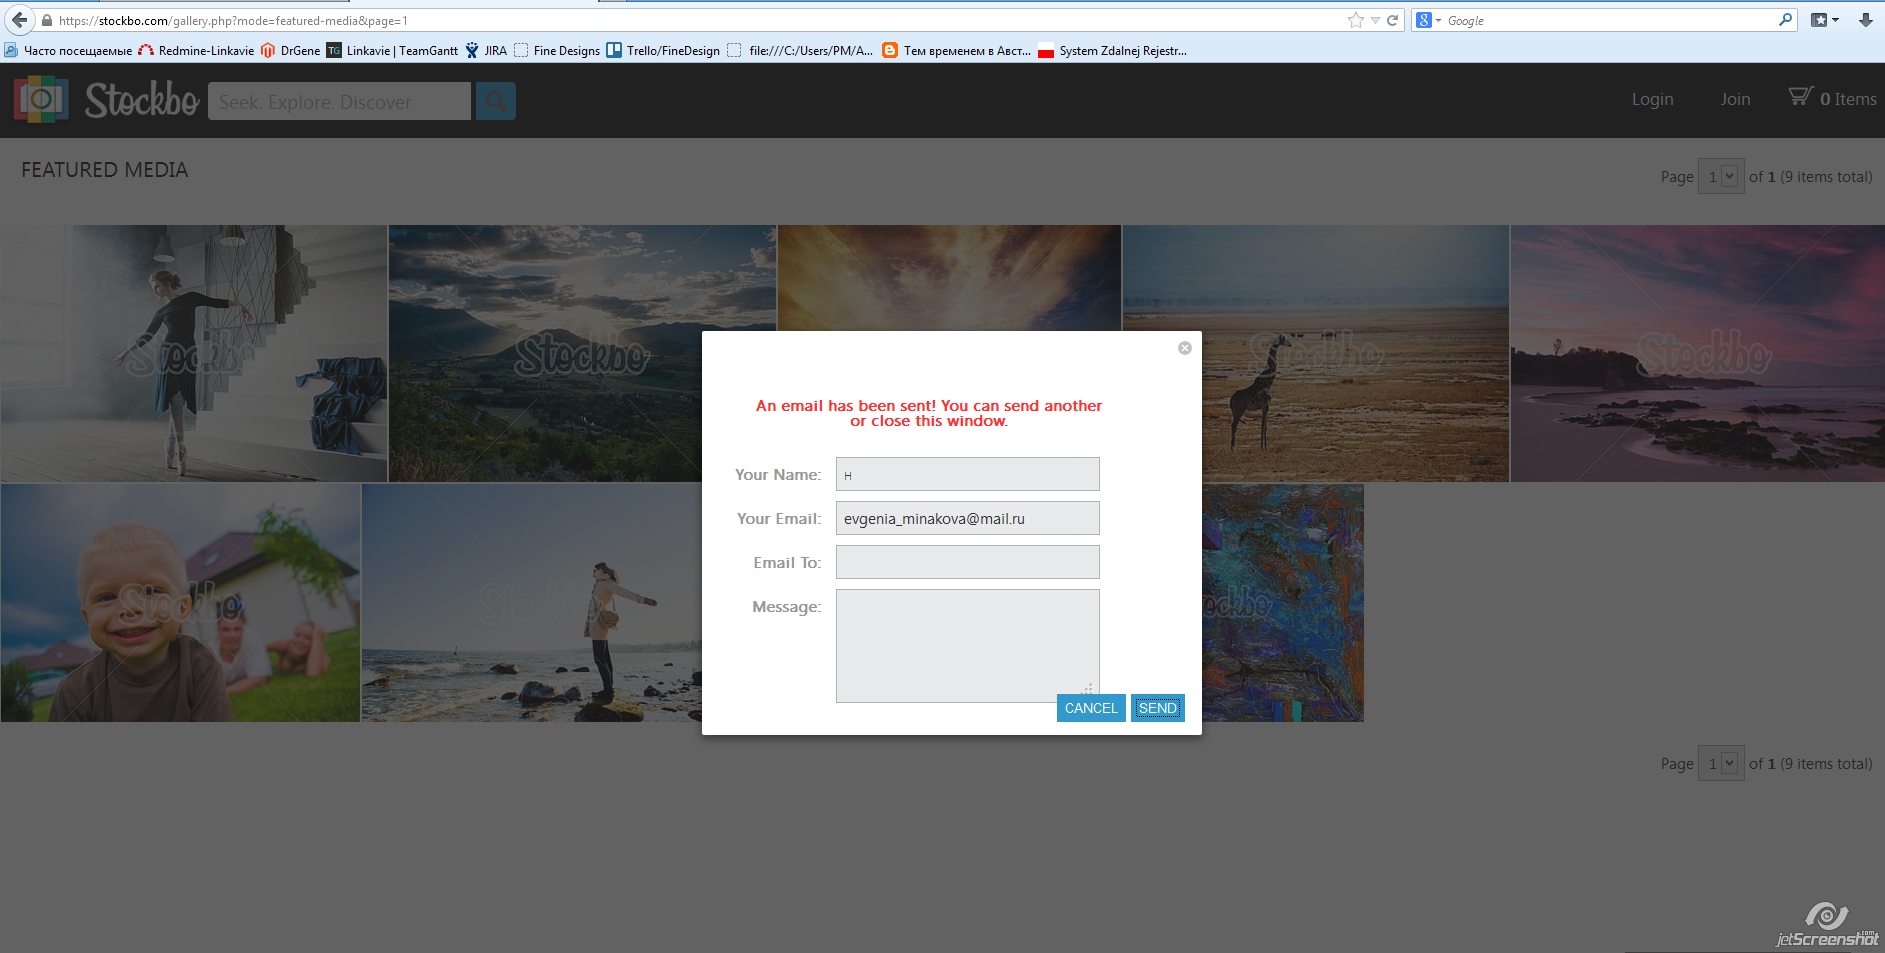 https://stockbo.com/gallery.php?mode=featured-media&page=1
Google
Часто посещаемые Redmine-Linkavie DrGene TG Linkavie | TeamGantt JIRA Fine Designs Trello/FineDesign file:///C:/Users/PM/A... Тем временем в Авст... System Zdalnej Rejestr...
Stockbo Seek. Explore. Discover Login Join 0 Items
FEATURED MEDIA
Page 1 of 1 (9 items total)
Stockbo Stockbo Stockbo Stockbo
An email has been sent! You can send another
or close this window.
Your Name: H
Your Email: evgenia_minakova@mail.ru
Email To:
Message:
Stockbo Stockbo Stockbo
CANCEL SEND
Page 1 of 1 (9 items total)
jetScreenshot.com